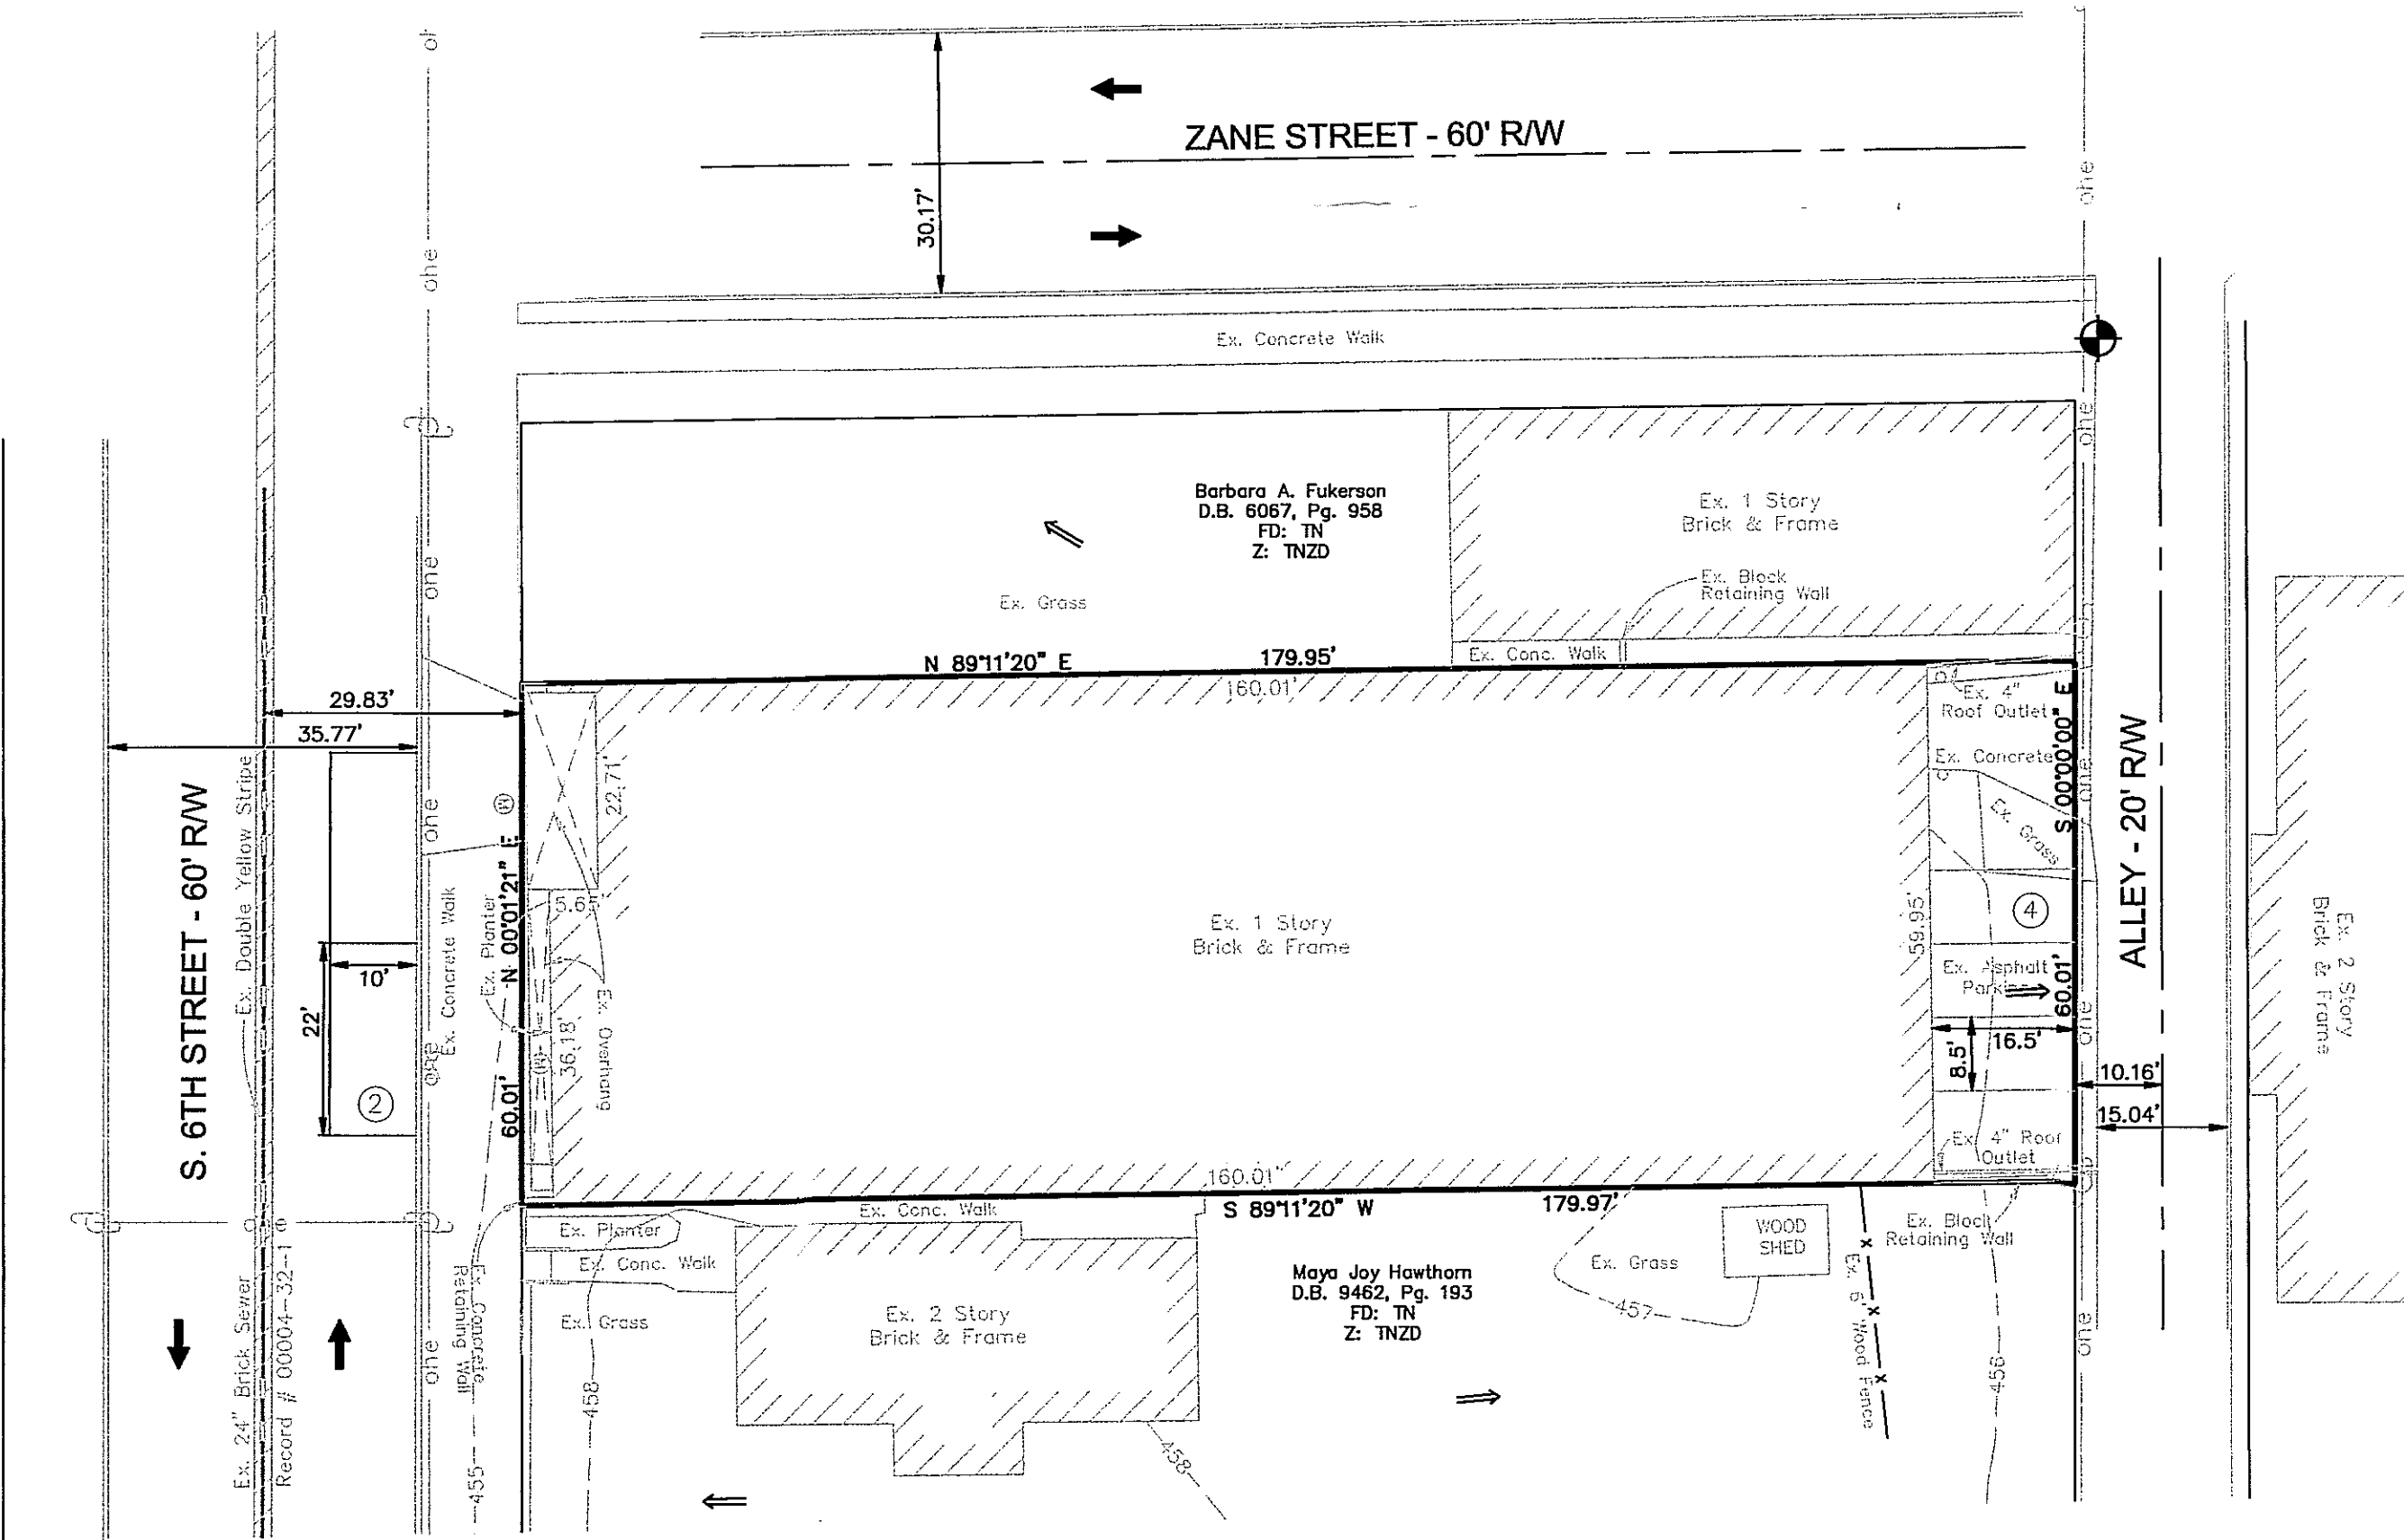 ZANE STREET - 60' R/W
30.17'
ohe
ohe
Ex. Concrete Walk
Barbara A. Fukerson
D.B. 6067, Pg. 958
FD: TN
Z: TNZD
Ex. 1 Story
Brick & Frame
Ex. Block
Retaining Wall
Ex. Grass
Ex. Conc. Walk
N 89°11'20" E
179.95'
160.01'
29.83'
35.77'
22.71'
Ex. 4"
Roof Outlet
Ex. Concrete
Ex. Grass
S 00°00'00" E
60.01'
S. 6TH STREET - 60' R/W
Ex. Double Yellow Stripe
Ex. Concrete Walk
Ex. Planter
N 00°01'21" E
60.01'
5.65'
36.18'
Ex. Overhang
W
W
ohe
ohe
10'
22'
2
Ex. 1 Story
Brick & Frame
59.95'
4
Ex. Asphalt
Parking
16.5'
8.5'
ALLEY - 20' R/W
10.16'
15.04'
Ex. 2 Story
Brick & Frame
Ex. 4" Roof
Outlet
160.01'
S 89°11'20" W
179.97'
Ex. Conc. Walk
Ex. Planter
Ex. Conc. Walk
Ex. Grass
Ex. Concrete
Retaining Wall
Ex. 24" Brick Sewer
Record # 00004-32-1
Ex. 2 Story
Brick & Frame
Maya Joy Hawthorn
D.B. 9462, Pg. 193
FD: TN
Z: TNZD
Ex. Grass
WOOD
SHED
Ex. Block
Retaining Wall
Ex. 6' Wood Fence
457
456
455
458
458